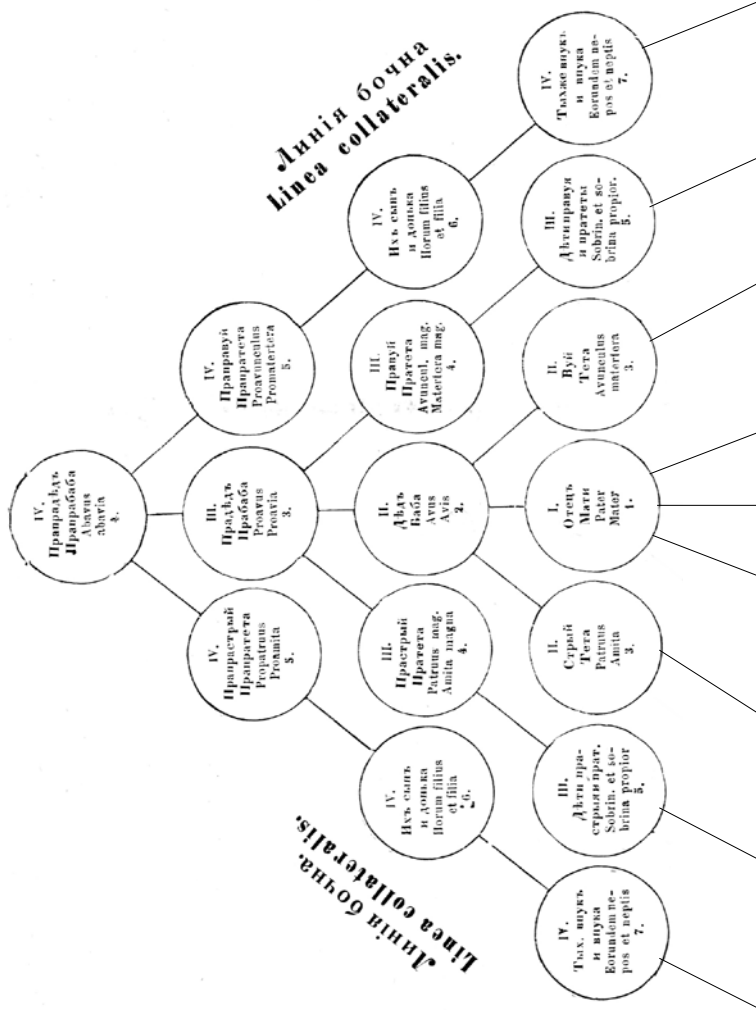 IV.
Прапрадѣдъ
Прапрабаба
Abavus
abavia
4.
IV.
Прапрастрый
Прапратета
Propatruus
Proamita
5.
III.
Прадѣдъ
Прабаба
Proavus
Proavia
3.
IV.
Праправуй
Прапратета
Proavunculus
Promatertera
5.
Линія бочна.
Linea collateralis.
Линія бочна
Linea collateralis.
IV.
Ихъ сынъ
и донька
Horum filius
et filia
6.
III.
Прастрый
Пратета
Patruus mag.
Amita magna
4.
II.
Дѣдъ
Баба
Avus
Avis
2.
III.
Правуй
Пратета
Avuncul. mag.
Matertera mag.
4.
IV.
Ихъ сынъ
и донька
Horum filius
et filia
6.
IV.
Тых. внукъ
и внука
Eorundem ne-
pos et neptis
7.
III.
Дѣти пра-
стрыя и прат.
Sobrin. et so-
brina propior
5.
II.
Стрый
Тета
Patruus
Amita
3.
I.
Отецъ
Мати
Pater
Mater
1.
II.
Вуй
Тета
Avunculus
matertera
3.
III.
Дѣти правуя
и пратеты
Sobrin. et so-
brina propior.
5.
IV.
Тыхже внукъ
и внука
Eorundem ne-
pos et neptis
7.